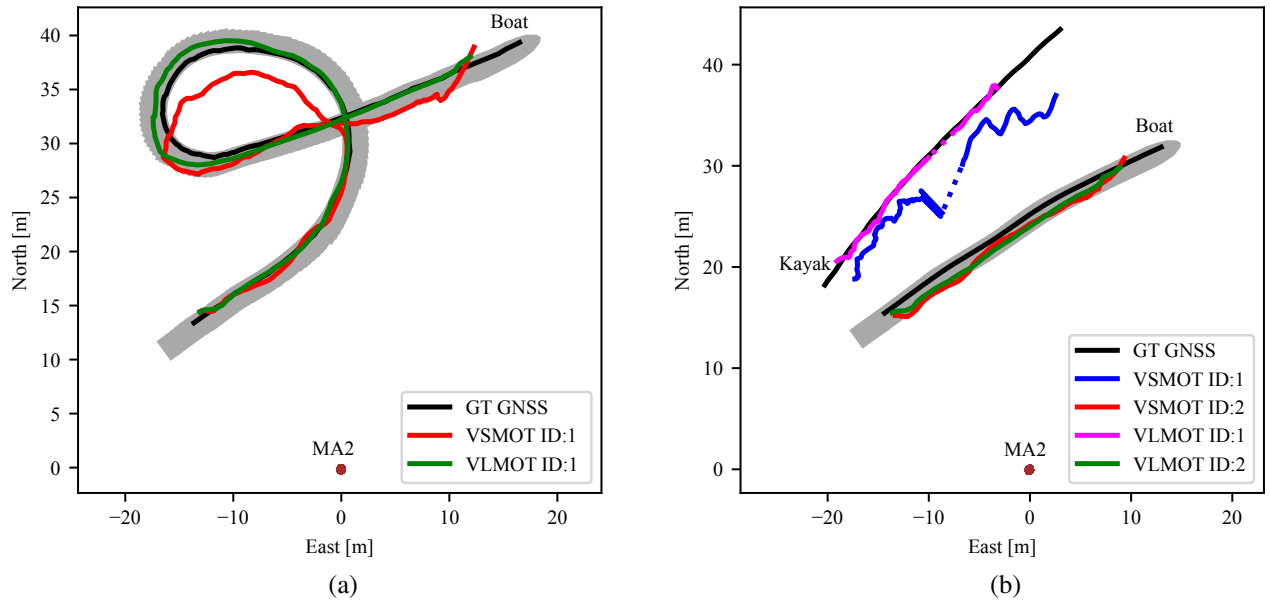 Boat
40
35
30
25
20
15
10
5
0
North [m]
MA2
GT GNSS
VSMOT ID:1
VLMOT ID:1
−20
−10
0
10
20
East [m]
(a)
40
30
20
10
0
North [m]
Boat
Kayak
MA2
GT GNSS
VSMOT ID:1
VSMOT ID:2
VLMOT ID:1
VLMOT ID:2
−20
−10
0
10
20
East [m]
(b)